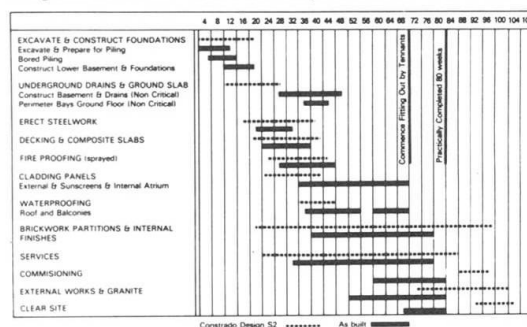 4 8 12 16 20 24 28 32 36 40 44 48 52 56 60 64 68 72 76 80 84 88 92 96 100 104 108
EXCAVATE & CONSTRUCT FOUNDATIONS
Excavate & Prepare for Piling
Bored Piling
Construct Lower Basement & Foundations
UNDERGROUND DRAINS & GROUND SLAB
Construct Basement & Drains (Non Critical)
Perimeter Bays Ground Floor (Non Critical)
ERECT STEELWORK
DECKING & COMPOSITE SLABS
FIRE PROOFING (sprayed)
CLADDING PANELS
External & Sunscreens & Internal Atrium
WATERPROOFING
Roof and Balconies
BRICKWORK PARTITIONS & INTERNAL
FINISHES
SERVICES
COMMISIONING
EXTERNAL WORKS & GRANITE
CLEAR SITE
Commence Fitting Out by Tennants
Practically Completed 80 weeks
Constrado Design S2
As built